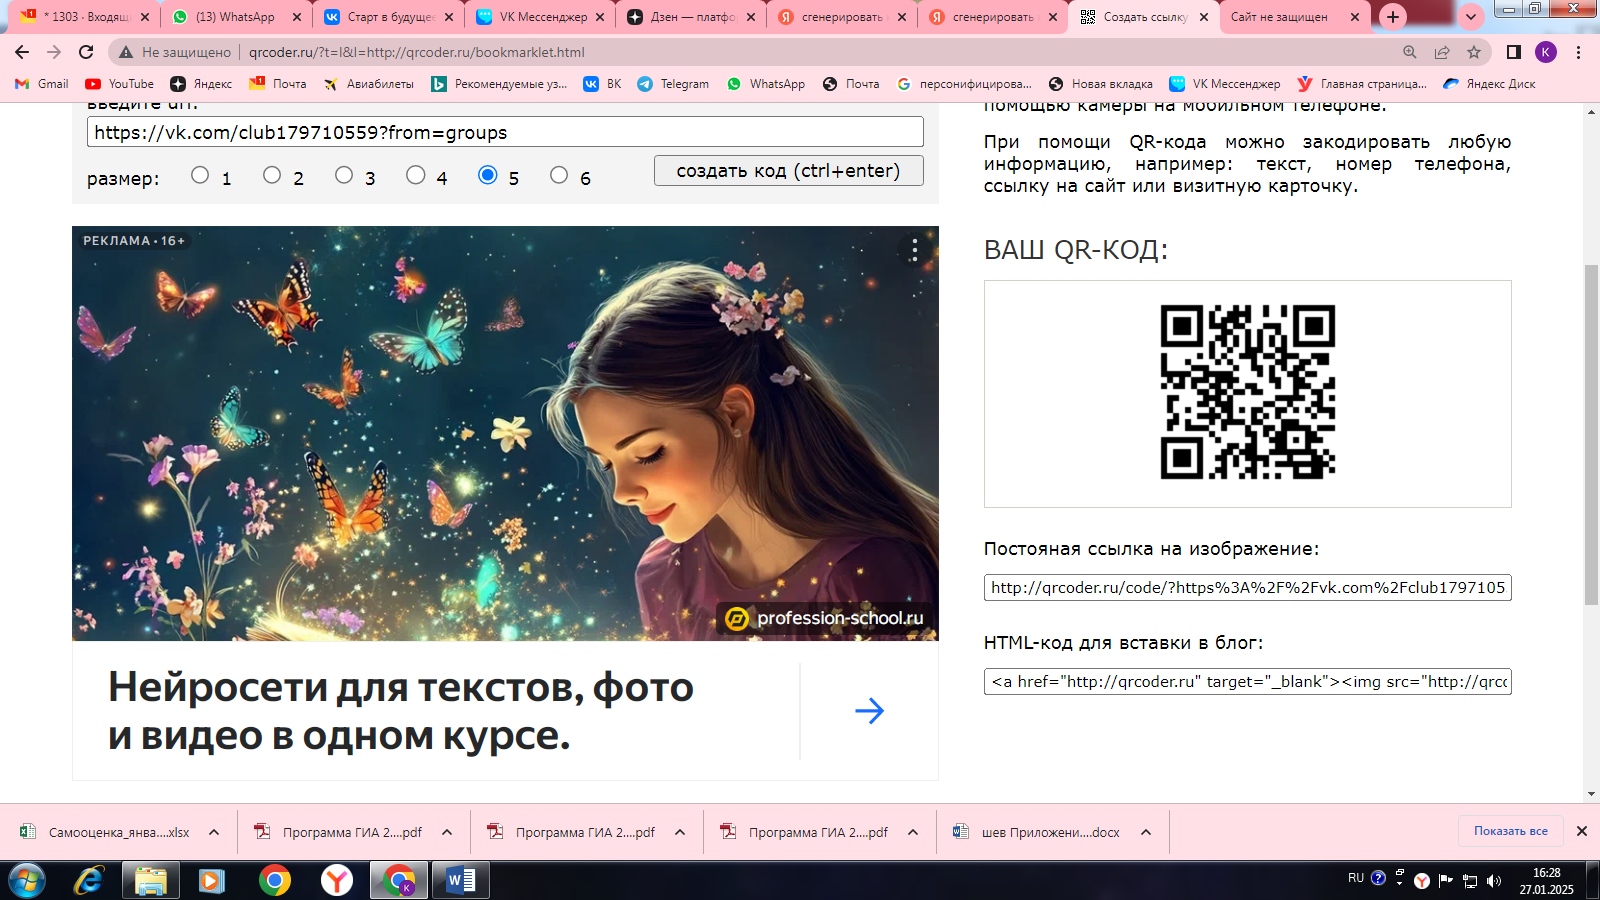 * 1303 · Входящ
(13) WhatsApp
Старт в будуще
VK Мессенджер
Дзен — платфо
сгенерировать
сгенерировать
Создать ссылку
Сайт не защищен
Не защищено
qrcoder.ru/?t=l&l=http://qrcoder.ru/bookmarklet.html
K
Gmail
YouTube
Яндекс
Почта
Авиабилеты
Рекомендуемые уз...
ВК
Telegram
WhatsApp
Почта
персонифицирова...
Новая вкладка
VK Мессенджер
Главная страница...
Яндекс Диск
введите url:
https://vk.com/club179710559?from=groups
размер: 1 2 3 4 5 6
создать код (ctrl+enter)
РЕКЛАМА • 16+
profession-school.ru
Нейросети для текстов, фото
и видео в одном курсе.
помощью камеры на мобильном телефоне.
При помощи QR-кода можно закодировать любую
информацию, например: текст, номер телефона,
ссылку на сайт или визитную карточку.
ВАШ QR-КОД:
Постояная ссылка на изображение:
http://qrcoder.ru/code/?https%3A%2F%2Fvk.com%2Fclub1797105
HTML-код для вставки в блог:
<a href="http://qrcoder.ru" target="_blank"><img src="http://qrcc
Самооценка_янва....xlsx
Программа ГИА 2....pdf
Программа ГИА 2....pdf
Программа ГИА 2....pdf
шев Приложени....docx
Показать все
RU
16:28
27.01.2025